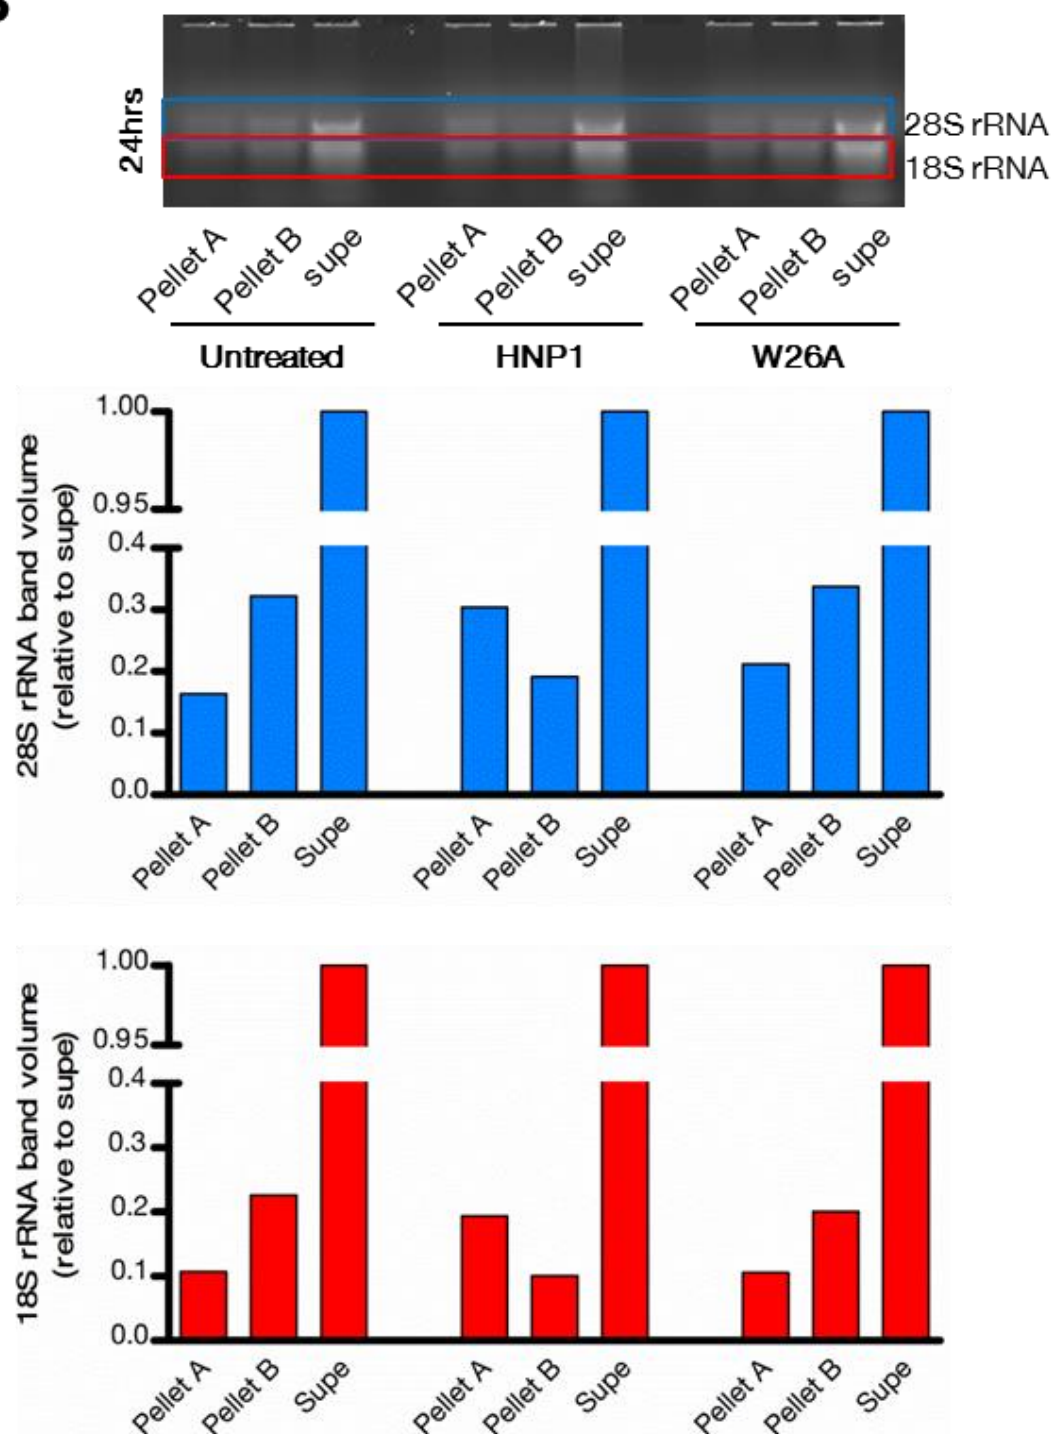 24hrs
28S rRNA
18S rRNA
Pellet A
Pellet B
supe
Pellet A
Pellet B
supe
Pellet A
Pellet B
supe
Untreated
HNP1
W26A
28S rRNA band volume
(relative to supe)
1.00
0.95
0.4
0.3
0.2
0.1
0.0
Pellet A
Pellet B
Supe
Pellet A
Pellet B
Supe
Pellet A
Pellet B
Supe
18S rRNA band volume
(relative to supe)
1.00
0.95
0.4
0.3
0.2
0.1
0.0
Pellet A
Pellet B
Supe
Pellet A
Pellet B
Supe
Pellet A
Pellet B
Supe